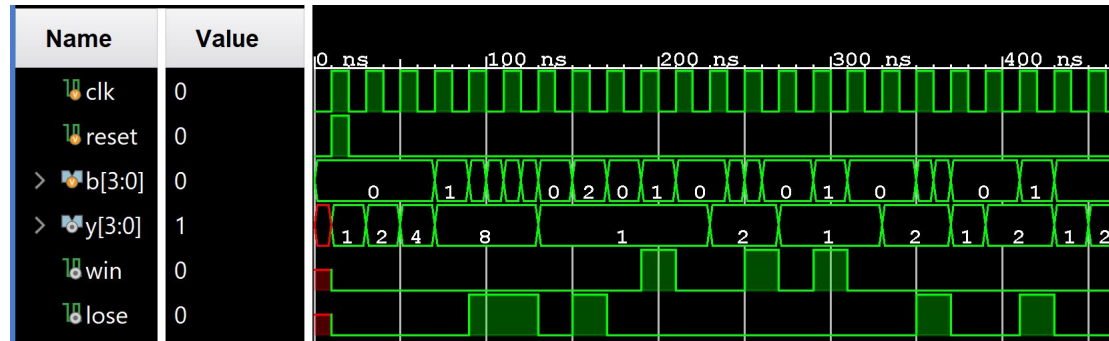 Name Value
0 ns 100 ns 200 ns 300 ns 400 ns
clk 0
reset 0
b[3:0] 0 0 1 0 2 0 1 0 0 1 0 0 1
y[3:0] 1 1 2 4 8 1 2 1 2 1 2 1 2
win 0
lose 0